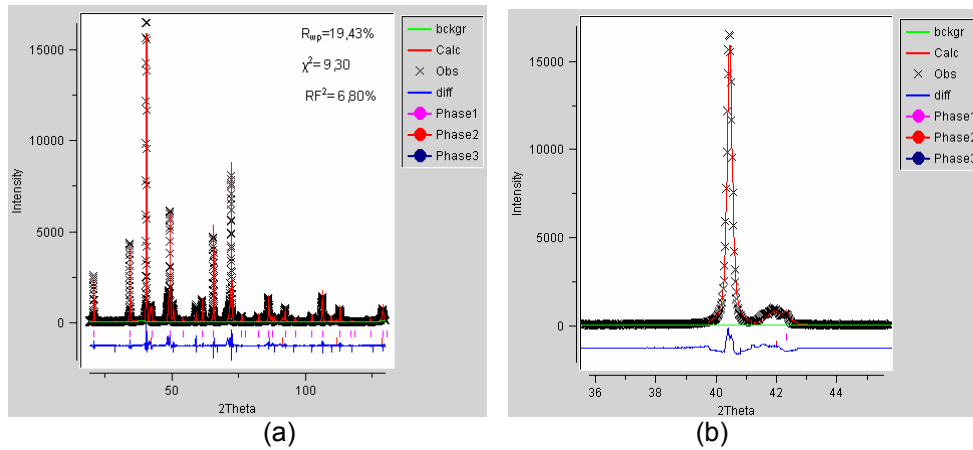 15000
10000
5000
0
Intensity
50
100
2Theta
R_wp=19,43%
χ²=9,30
RF²=6,80%
bckgr
Calc
Obs
diff
Phase1
Phase2
Phase3
(a)
15000
10000
5000
0
Intensity
36
38
40
42
44
2Theta
bckgr
Calc
Obs
diff
Phase1
Phase2
Phase3
(b)